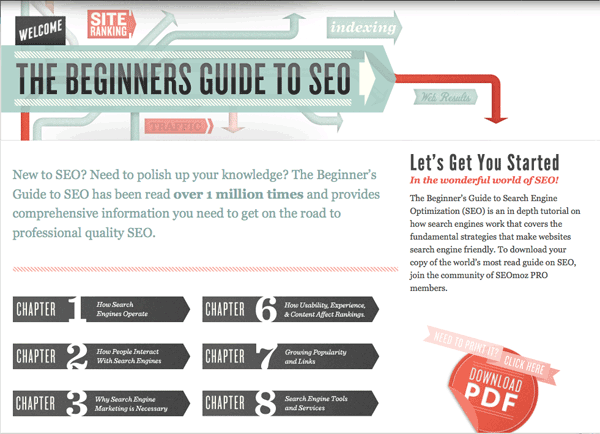 WELCOME
SITE
RANKING
indexing
THE BEGINNERS GUIDE TO SEO
Web Results
TRAFFIC
New to SEO? Need to polish up your knowledge? The Beginner's
Guide to SEO has been read over 1 million times and provides
comprehensive information you need to get on the road to
professional quality SEO.
Let's Get You Started
In the wonderful world of SEO!
The Beginner's Guide to Search Engine
Optimization (SEO) is an in depth tutorial on
how search engines work that covers the
fundamental strategies that make websites
search engine friendly. To download your
copy of the world's most read guide on SEO,
join the community of SEOmoz PRO
members.
CHAPTER 1 How Search
Engines Operate
CHAPTER 2 How People Interact
With Search Engines
CHAPTER 3 Why Search Engine
Marketing is Necessary
CHAPTER 6 How Usability, Experience,
& Content Affect Rankings
CHAPTER 7 Growing Popularity
and Links
CHAPTER 8 Search Engine Tools
and Services
NEED TO PRINT IT? CLICK HERE
DOWNLOAD
PDF